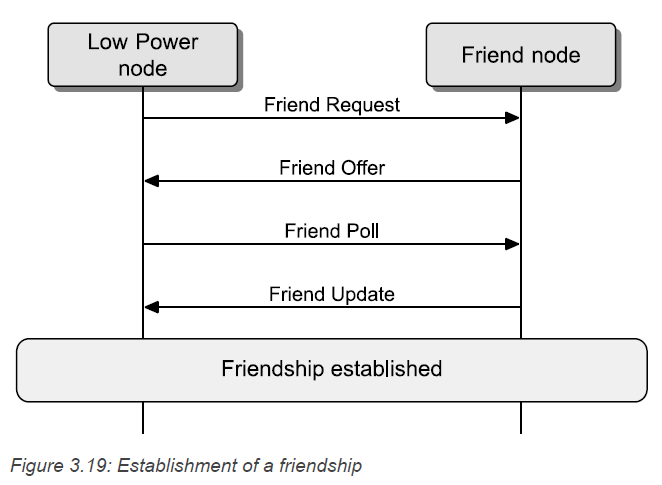 Low Power
node
Friend node
Friend Request
Friend Offer
Friend Poll
Friend Update
Friendship established
Figure 3.19: Establishment of a friendship